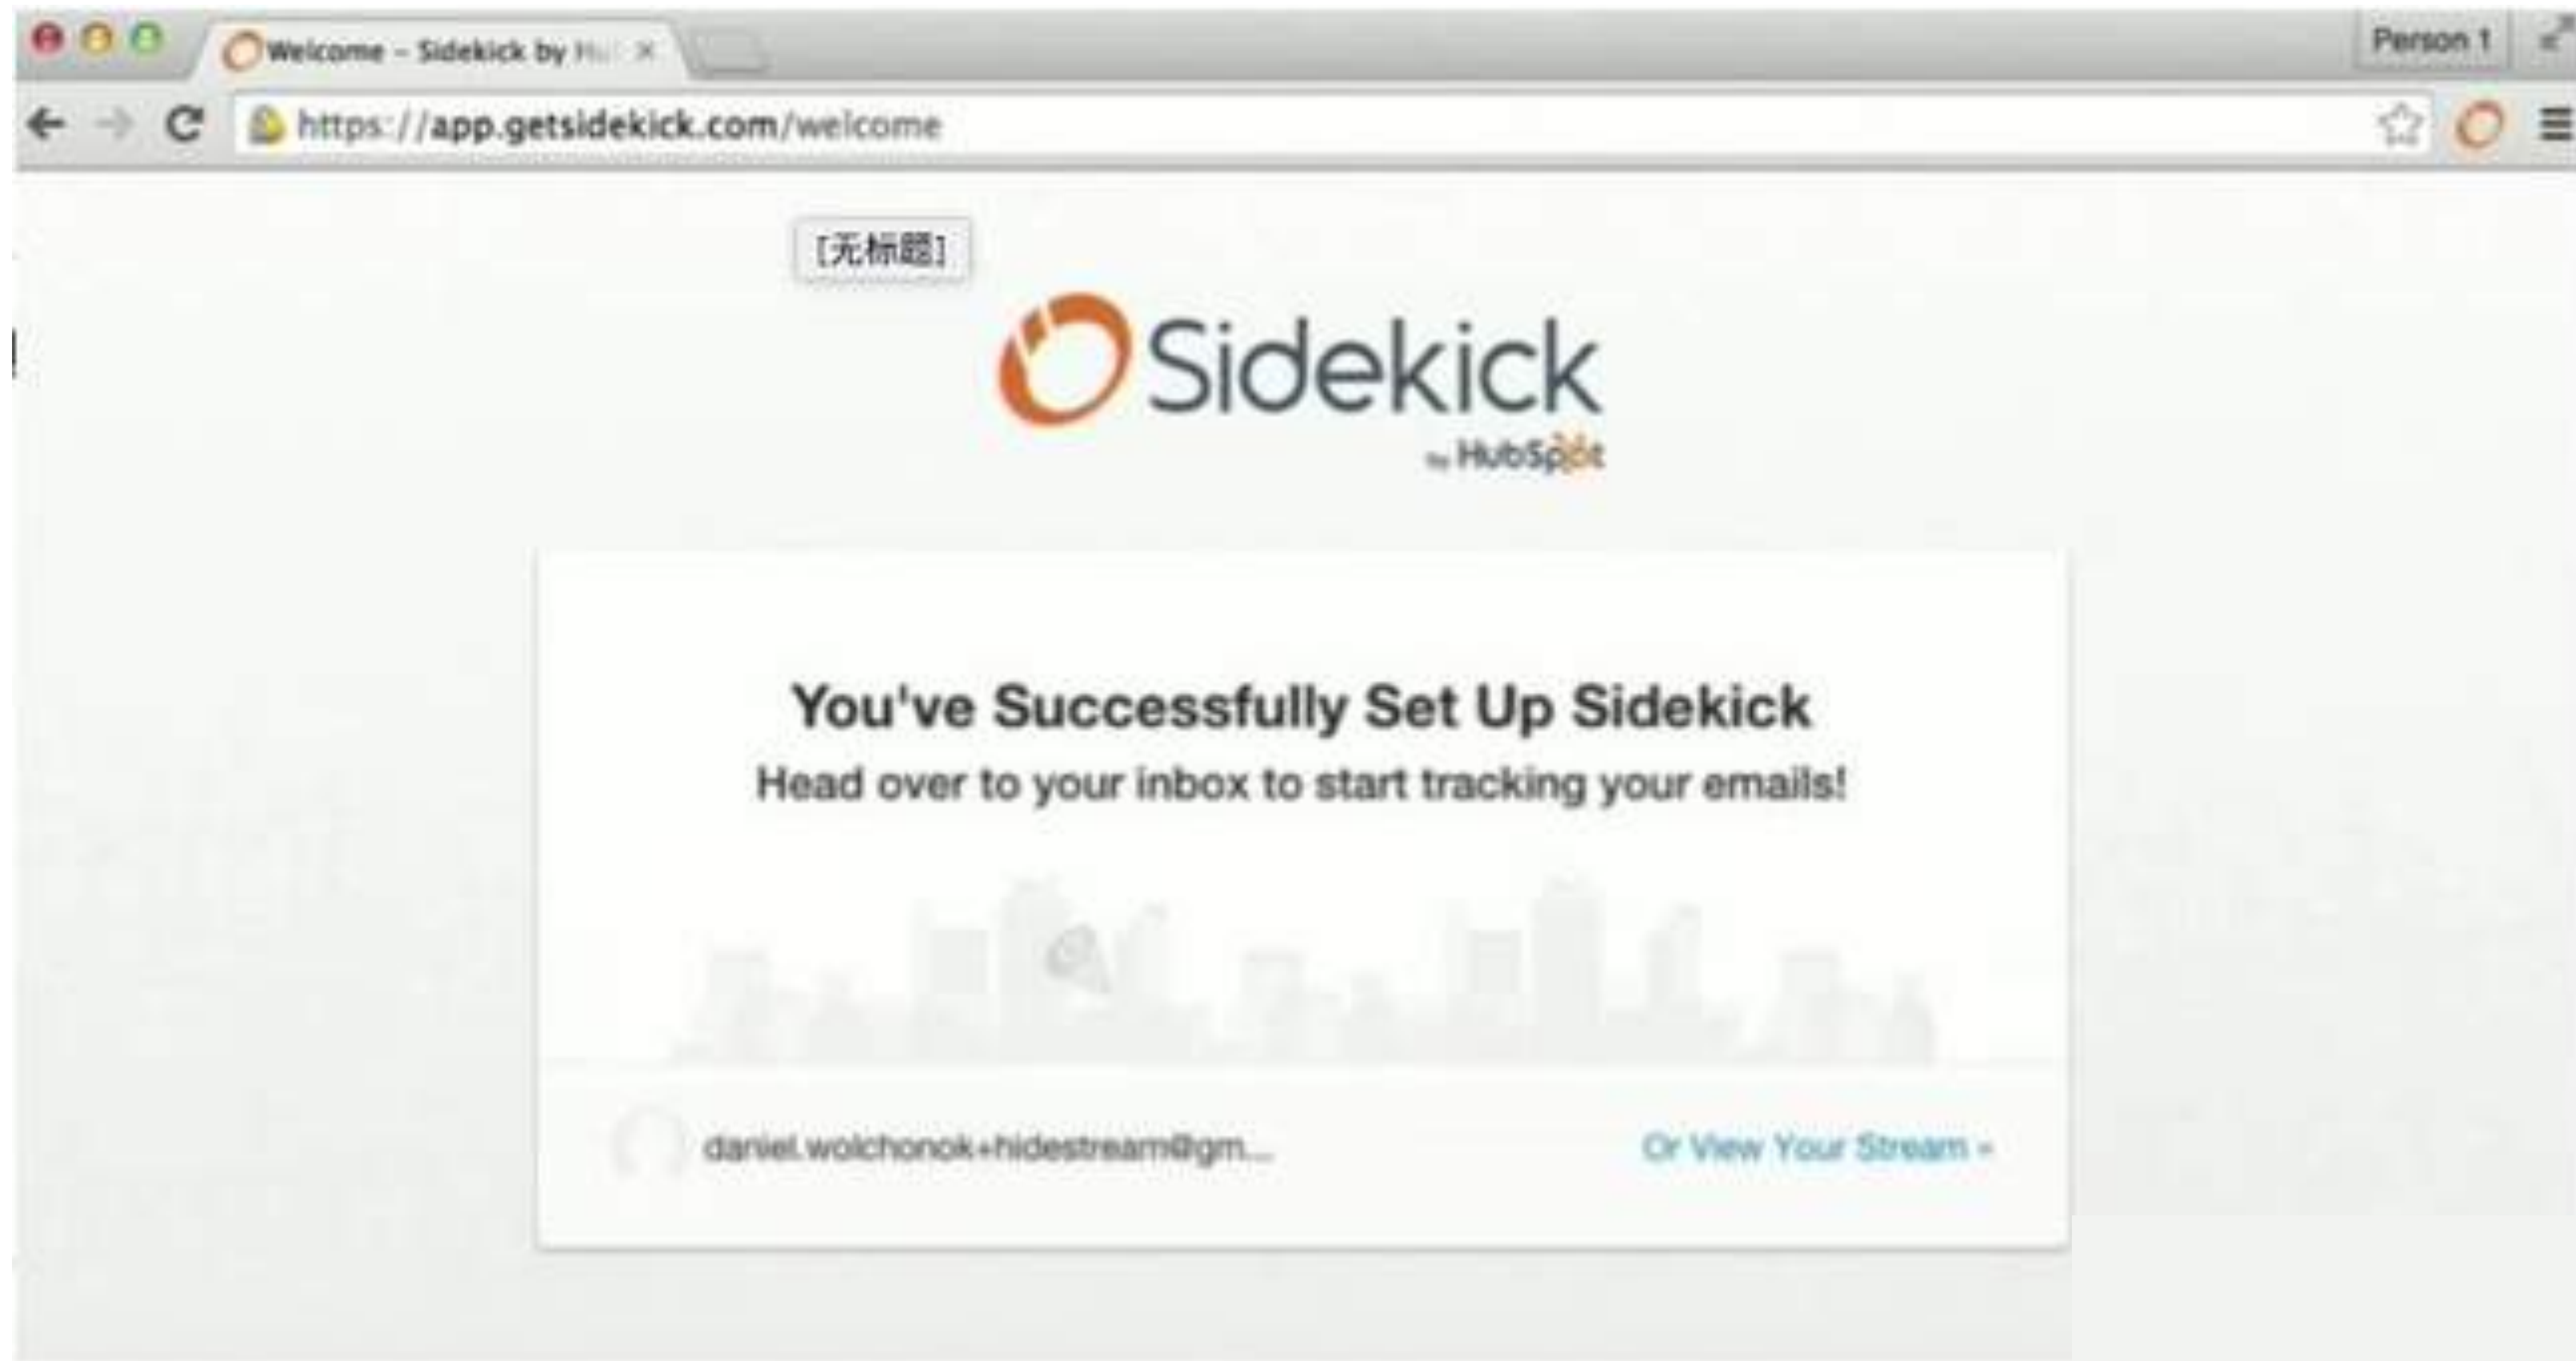 Welcome – Sidekick by Hu
Person 1
https://app.getsidekick.com/welcome
[无标题]
Sidekick
by HubSpot
You've Successfully Set Up Sidekick
Head over to your inbox to start tracking your emails!
daniel.wolchonok+hidestream@gm...
Or View Your Stream »